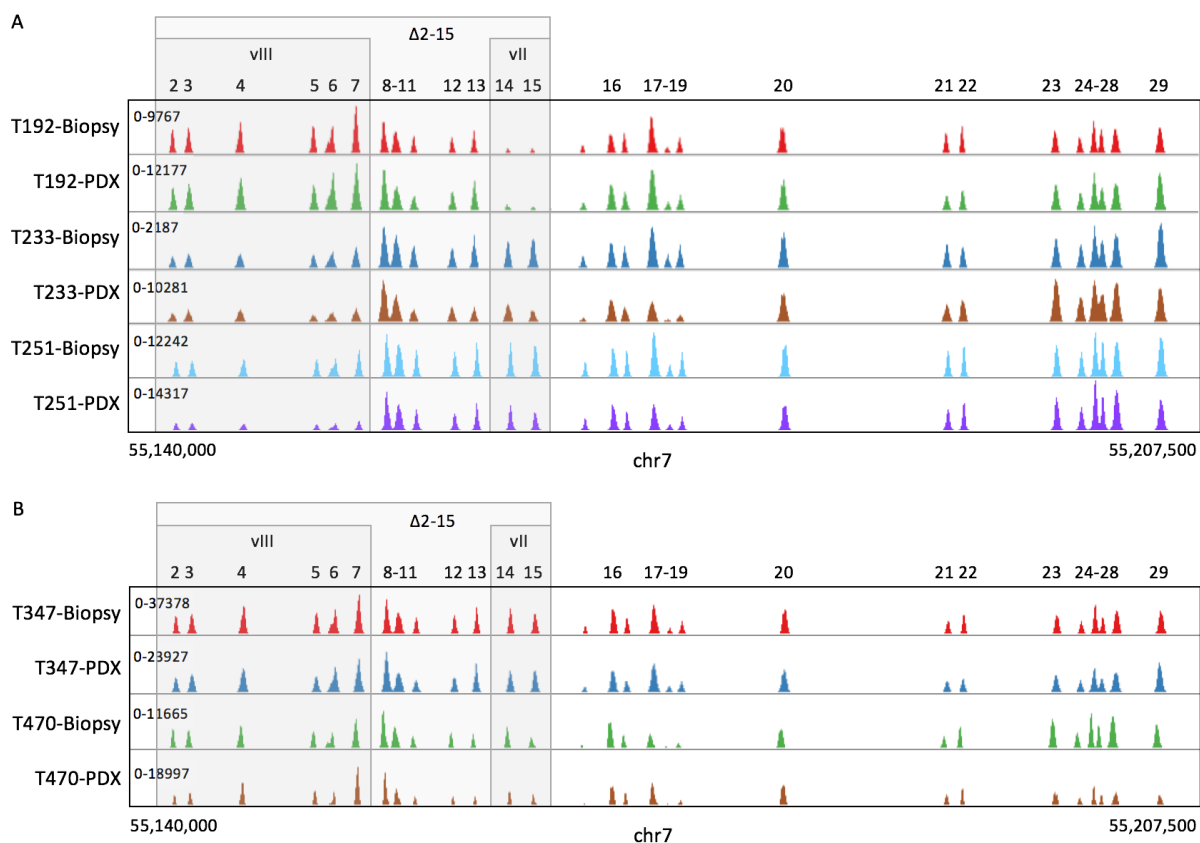 A
Δ2-15
vIII
vII
2 3 4 5 6 7 8-11 12 13 14 15 16 17-19 20 21 22 23 24-28 29
T192-Biopsy 0-9767
T192-PDX 0-12177
T233-Biopsy 0-2187
T233-PDX 0-10281
T251-Biopsy 0-12242
T251-PDX 0-14317
55,140,000 chr7 55,207,500
B
Δ2-15
vIII
vII
2 3 4 5 6 7 8-11 12 13 14 15 16 17-19 20 21 22 23 24-28 29
T347-Biopsy 0-37378
T347-PDX 0-23927
T470-Biopsy 0-11665
T470-PDX 0-18997
55,140,000 chr7 55,207,500